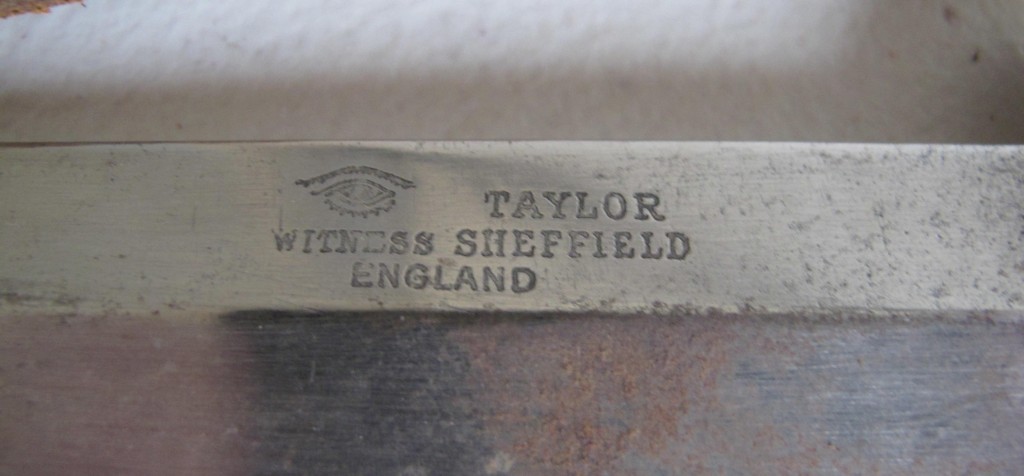 TAYLOR
WITNESS SHEFFIELD
ENGLAND